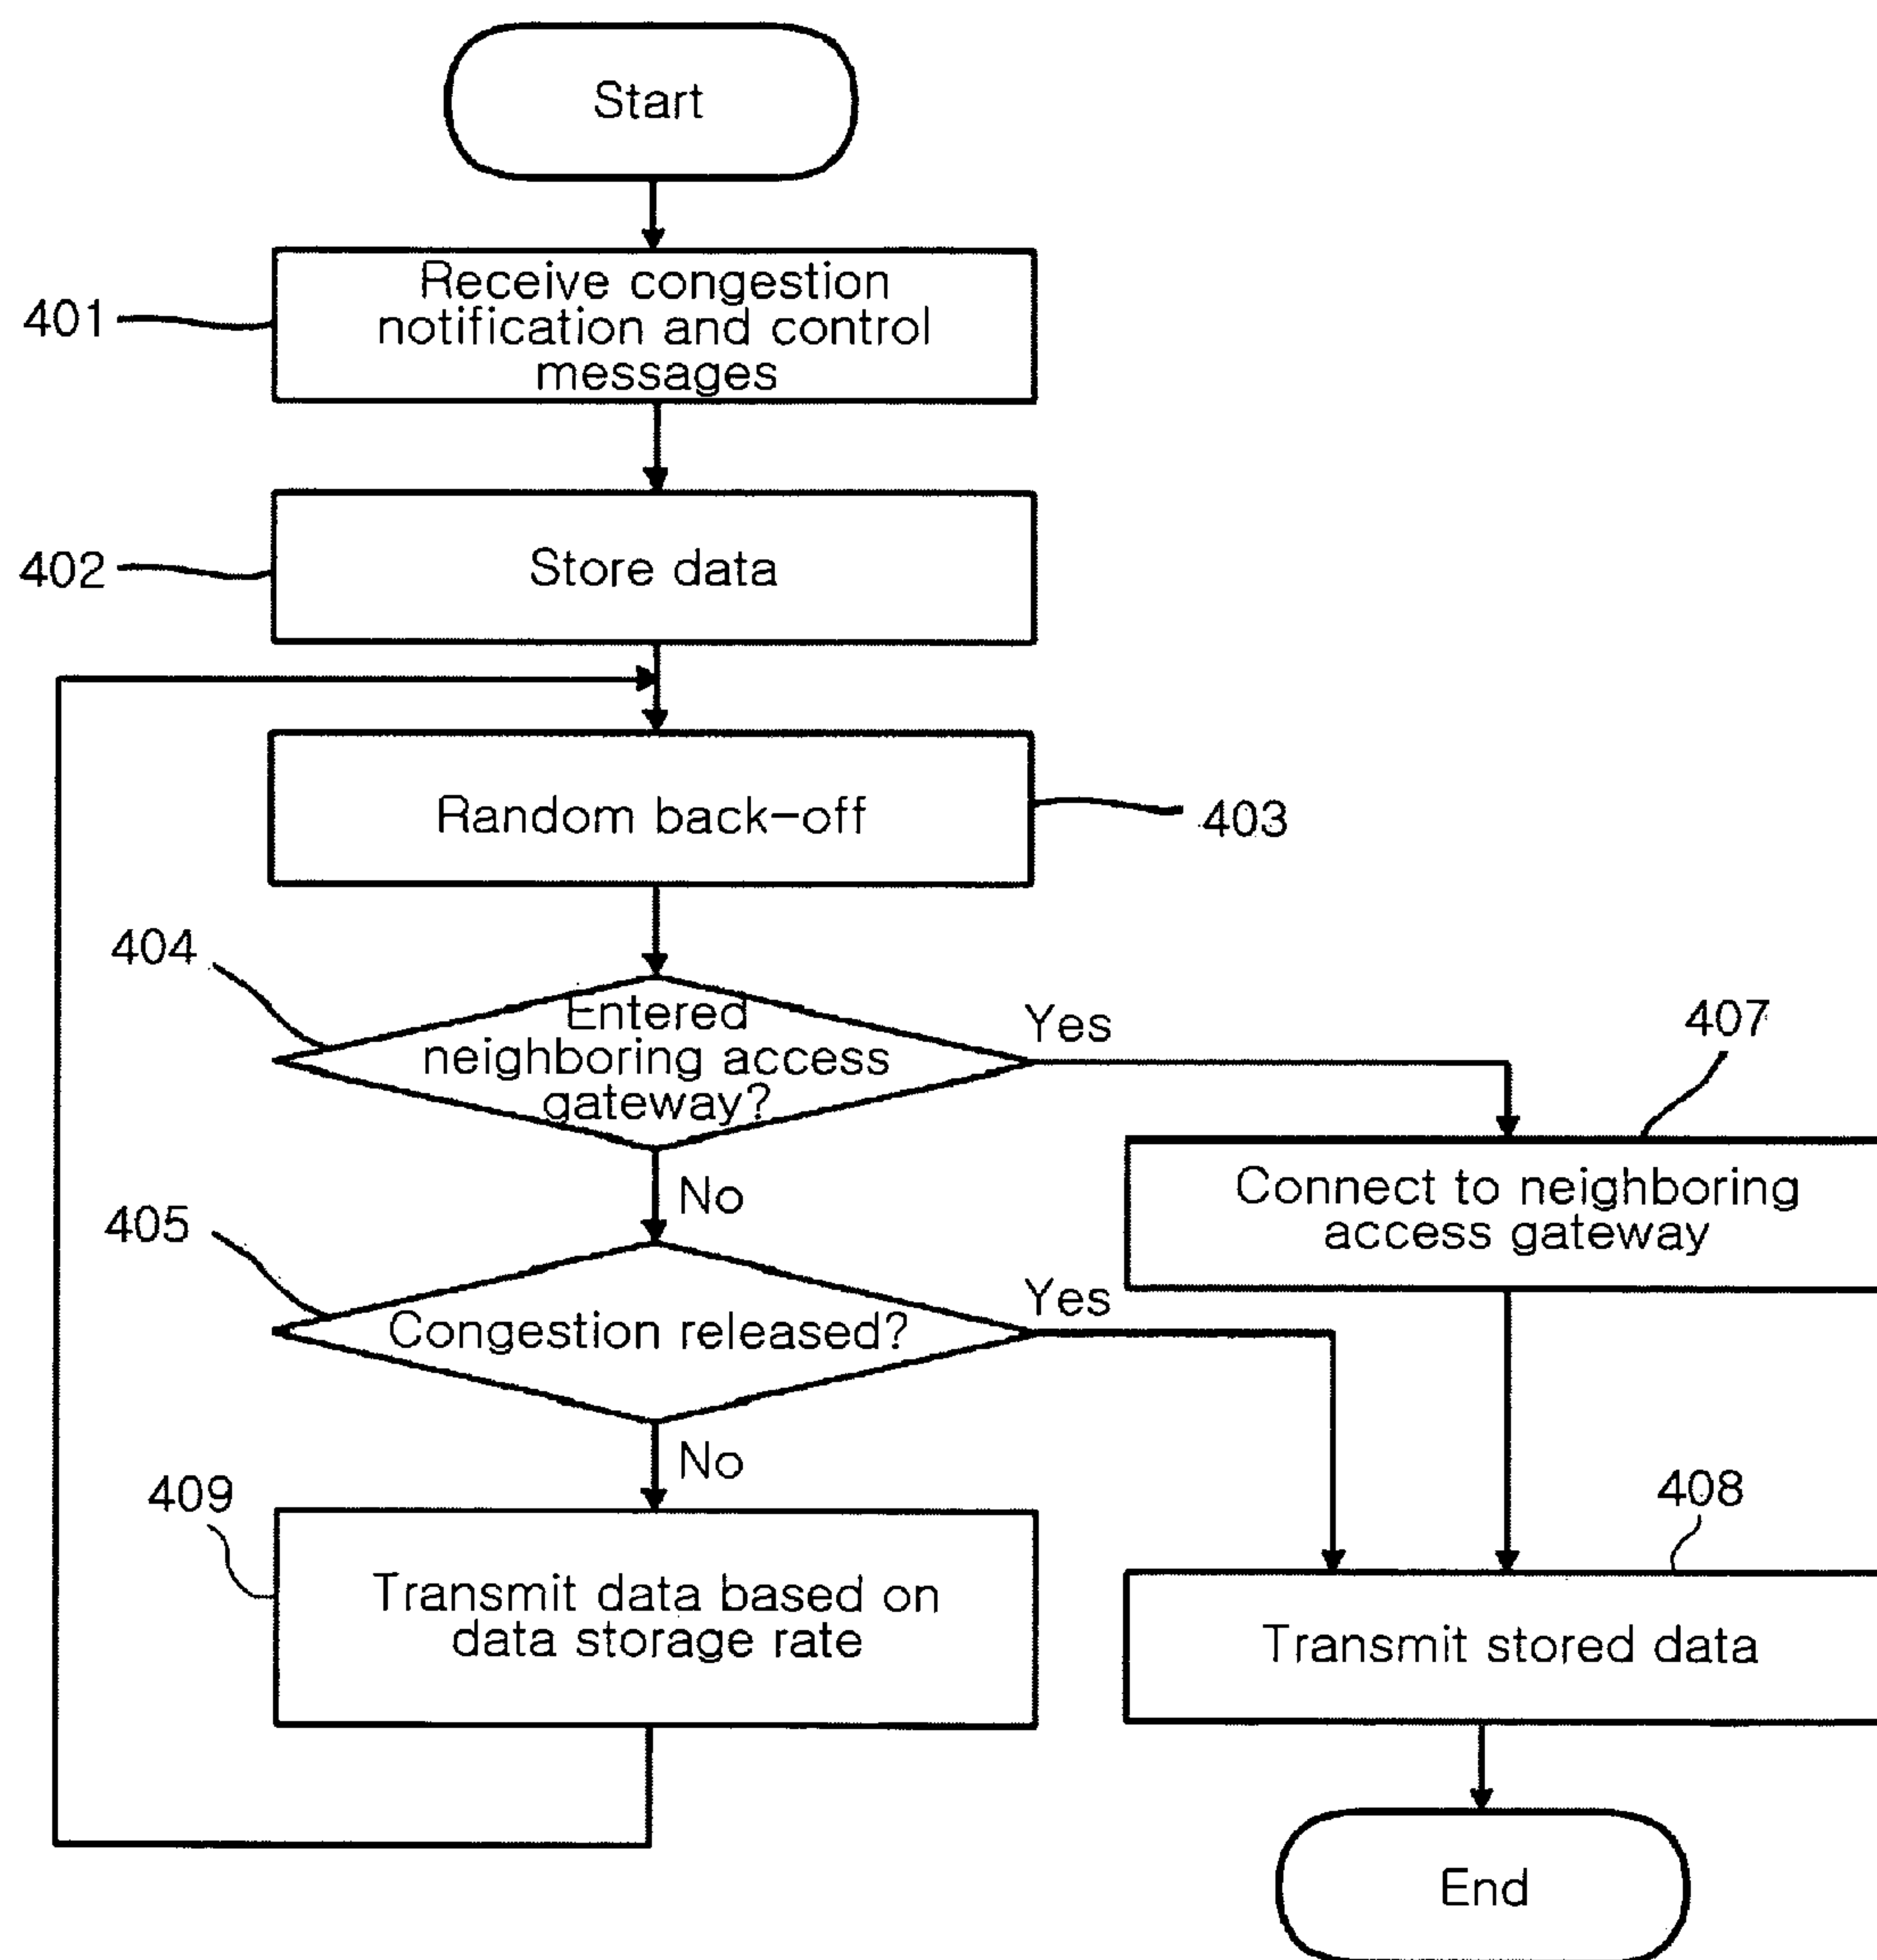 Start
401
Receive congestion
notification and control
messages
402
Store data
Random back-off
403
404
Entered
neighboring access
gateway?
Yes
407
No
Connect to neighboring
access gateway
405
Congestion released?
Yes
No
409
Transmit data based on
data storage rate
408
Transmit stored data
End